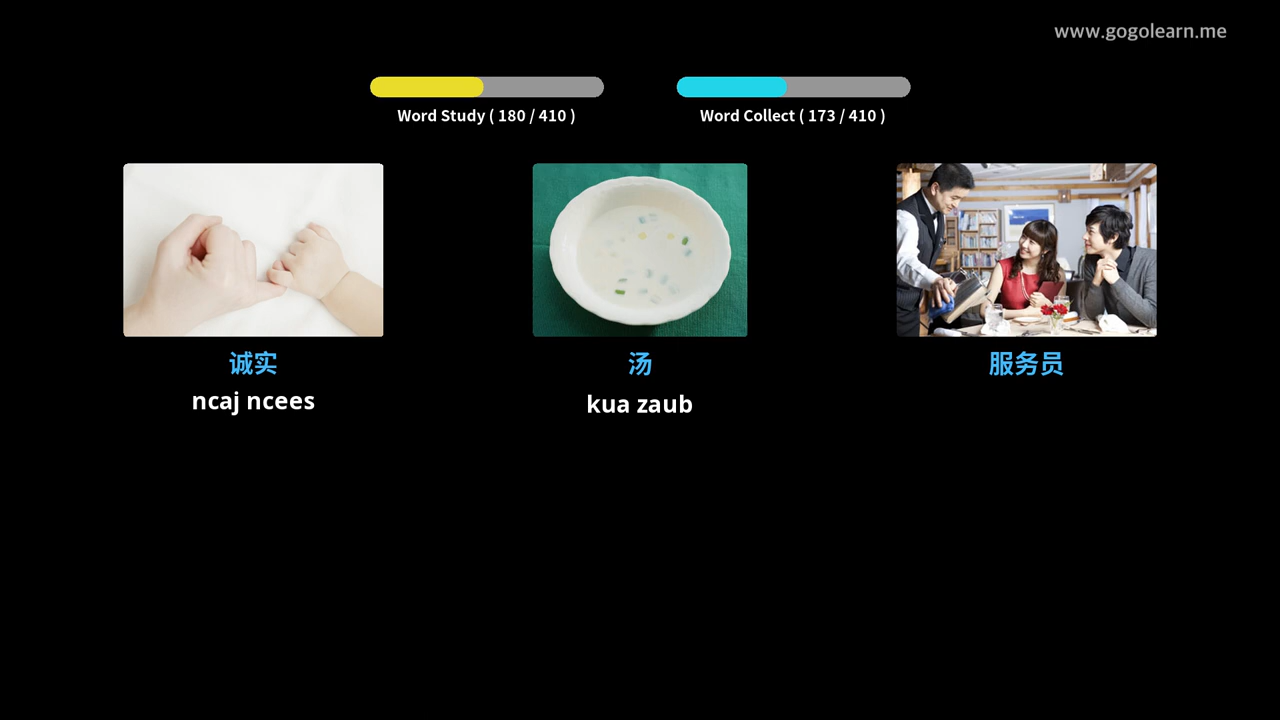 www.gogolearn.me
Word Study ( 180 / 410 )
Word Collect ( 173 / 410 )
诚实
汤
服务员
ncaj ncees
kua zaub